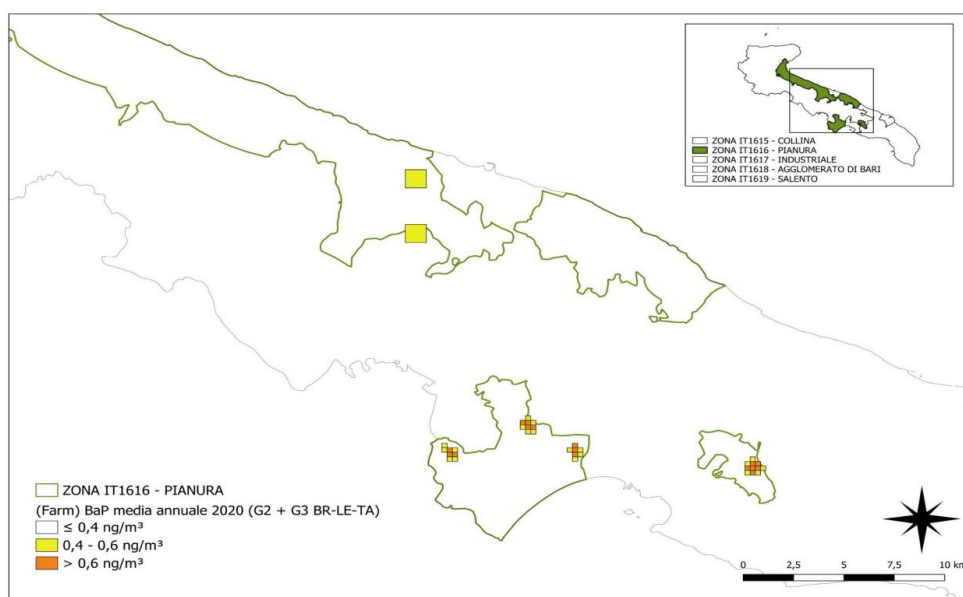 ZONA IT1615 - COLLINA
ZONA IT1616 - PIANURA
ZONA IT1617 - INDUSTRIALE
ZONA IT1618 - AGGLOMERATO DI BARI
ZONA IT1619 - SALENTO
ZONA IT1616 - PIANURA
(Farm) BaP media annuale 2020 (G2 + G3 BR-LE-TA)
≤ 0,4 ng/m³
0,4 - 0,6 ng/m³
> 0,6 ng/m³
0 2,5 5 7,5 10 km